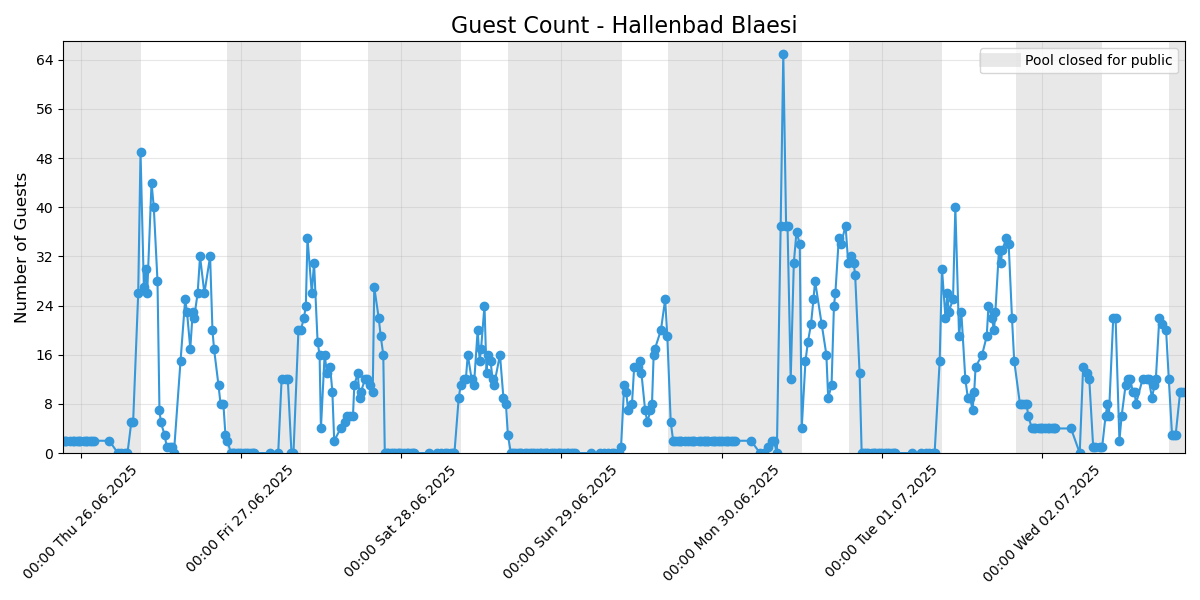 Guest Count - Hallenbad Blaesi
Pool closed for public
Number of Guests
64
56
48
40
32
24
16
8
0
00:00 Thu 26.06.2025
00:00 Fri 27.06.2025
00:00 Sat 28.06.2025
00:00 Sun 29.06.2025
00:00 Mon 30.06.2025
00:00 Tue 01.07.2025
00:00 Wed 02.07.2025